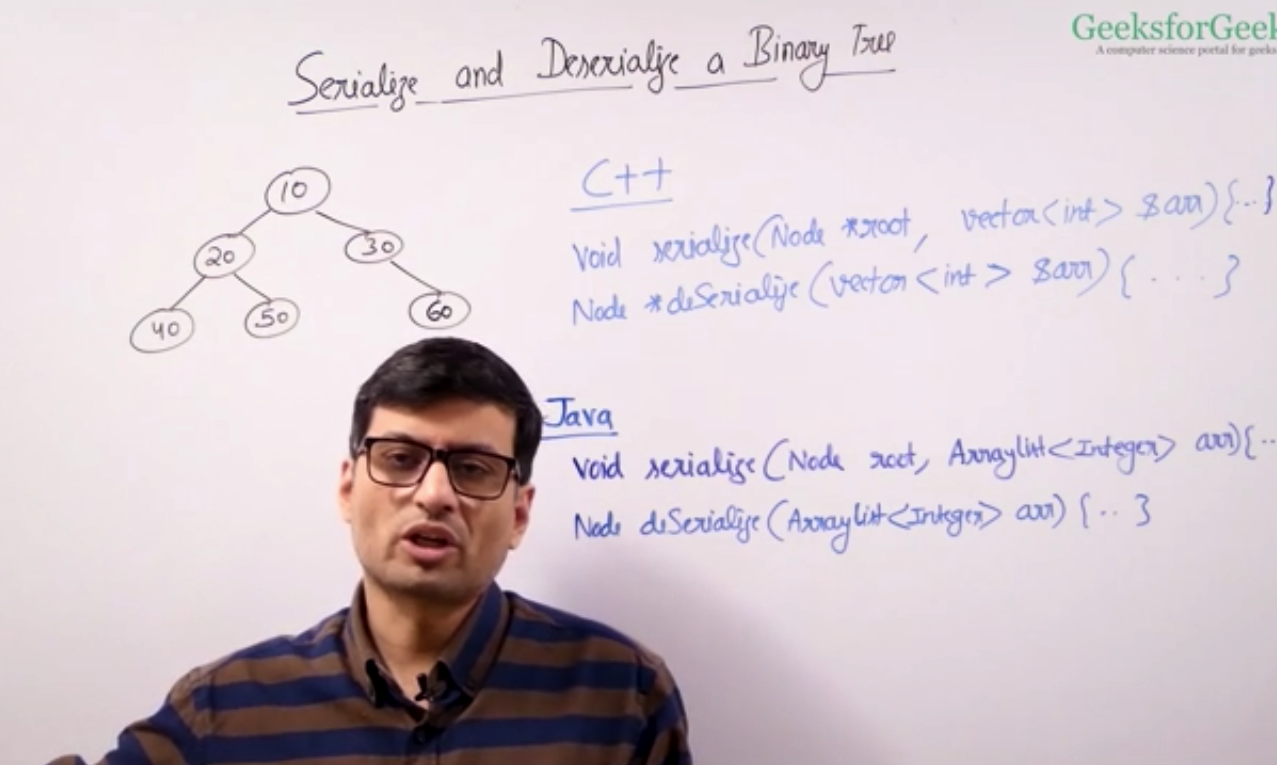 GeeksforGeek
A computer science portal for geeks
Serialize and Deserialize a Binary Tree
10
20
30
40
50
60
C++
Void serialize(Node *root, vector<int> &arr){...}
Node *deSerialize(vector<int> &arr){ . . . . }
Java
Void serialize(Node root, Arraylist<Integer> arr){..
Node deSerialize(Arraylist<Integer> arr) {..}